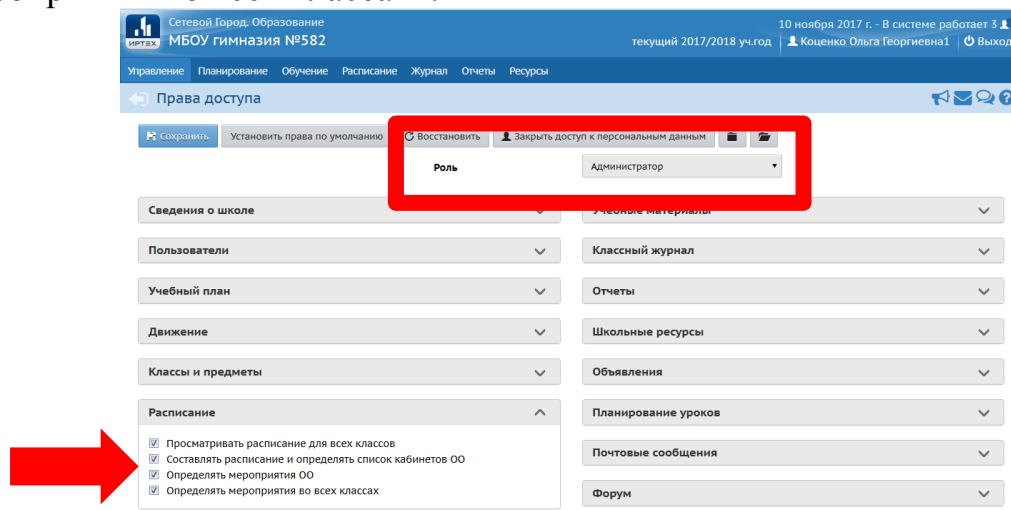 Сетевой Город. Образование
10 ноября 2017 г. - В системе работает 3
ИРТЕХ
МБОУ гимназия №582
текущий 2017/2018 уч.год
Коценко Ольга Георгиевна1
Выход
Управление Планирование Обучение Расписание Журнал Отчеты Ресурсы
Права доступа
Сохранить
Установить права по умолчанию
Восстановить
Закрыть доступ к персональным данным
Роль
Администратор
Сведения о школе
Учебные материалы
Пользователи
Классный журнал
Учебный план
Отчеты
Движение
Школьные ресурсы
Классы и предметы
Объявления
Расписание
Планирование уроков
Просматривать расписание для всех классов
Составлять расписание и определять список кабинетов ОО
Определять мероприятия ОО
Определять мероприятия во всех классах
Почтовые сообщения
Форум